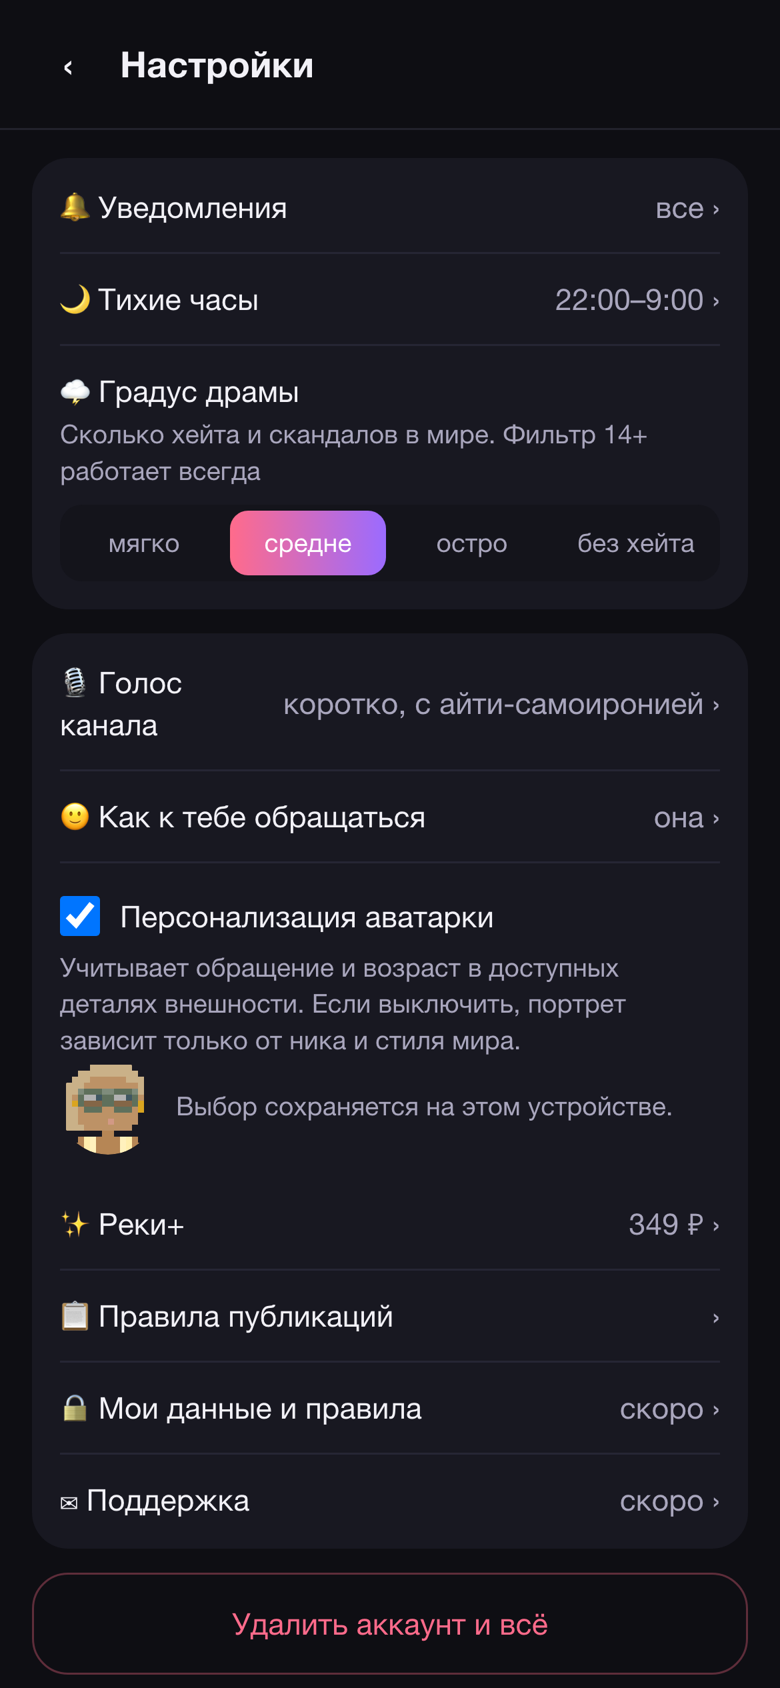 ‹ Настройки
🔔 Уведомления все ›
🌙 Тихие часы 22:00–9:00 ›
🌩️ Градус драмы
Сколько хейта и скандалов в мире. Фильтр 14+
работает всегда
мягко средне остро без хейта
🎙️ Голос
канала коротко, с айти-самоиронией ›
🙂 Как к тебе обращаться она ›
Персонализация аватарки
Учитывает обращение и возраст в доступных
деталях внешности. Если выключить, портрет
зависит только от ника и стиля мира.
Выбор сохраняется на этом устройстве.
✨ Реки+ 349 ₽ ›
📋 Правила публикаций ›
🔒 Мои данные и правила скоро ›
✉ Поддержка скоро ›
Удалить аккаунт и всё